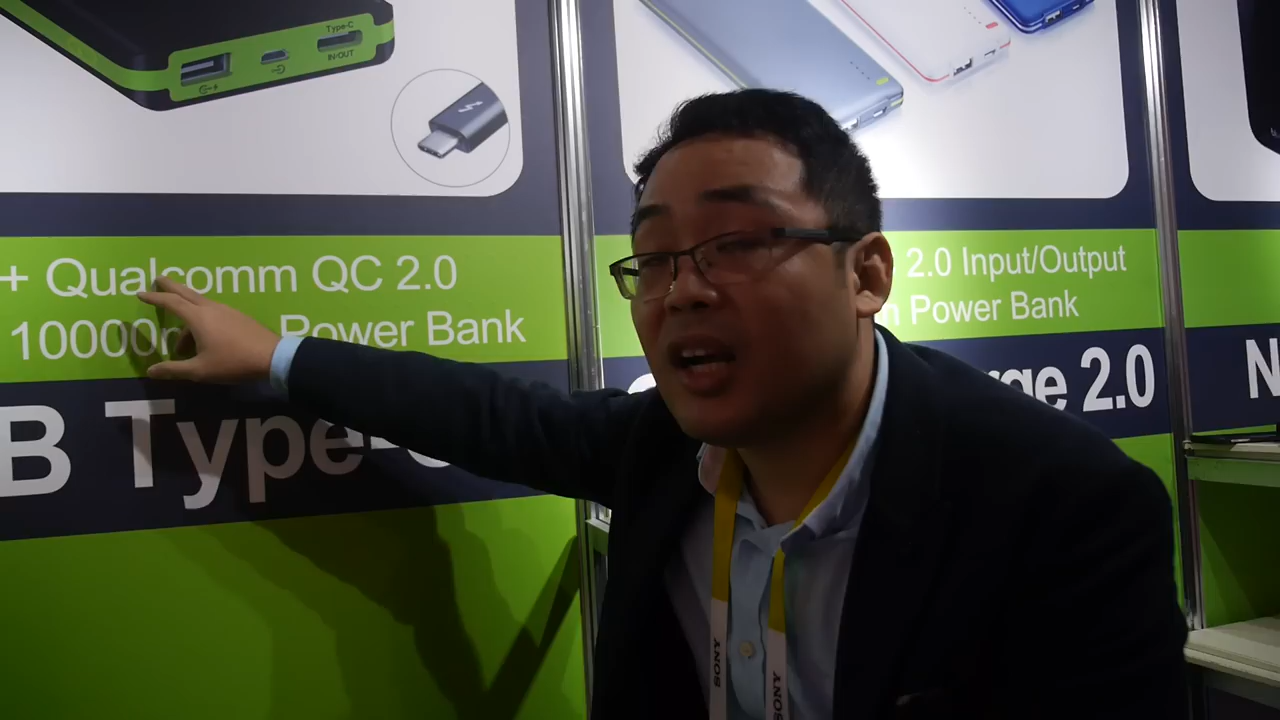 Type-C
IN/OUT
+ Qualcomm QC 2.0
10000 Power Bank
B Type-C
2.0 Input/Output
Power Bank
ge 2.0
N
SONY
SONY